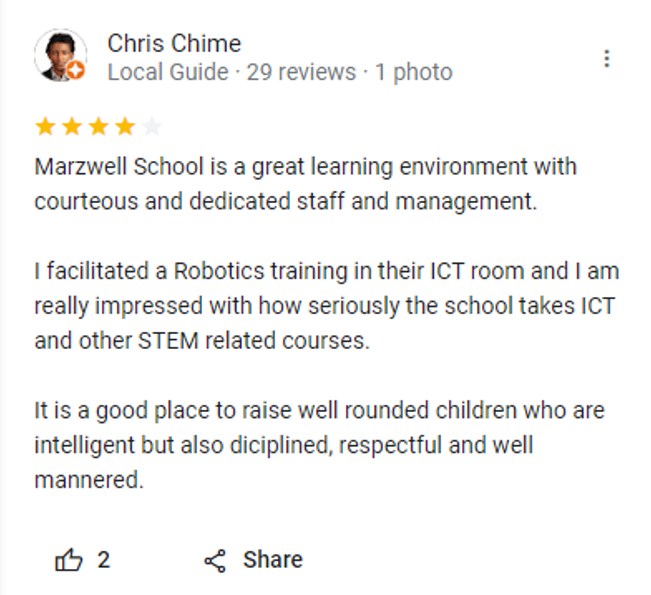 Chris Chime
Local Guide · 29 reviews · 1 photo
Marzwell School is a great learning environment with
courteous and dedicated staff and management.
I facilitated a Robotics training in their ICT room and I am
really impressed with how seriously the school takes ICT
and other STEM related courses.
It is a good place to raise well rounded children who are
intelligent but also diciplined, respectful and well
mannered.
2 Share